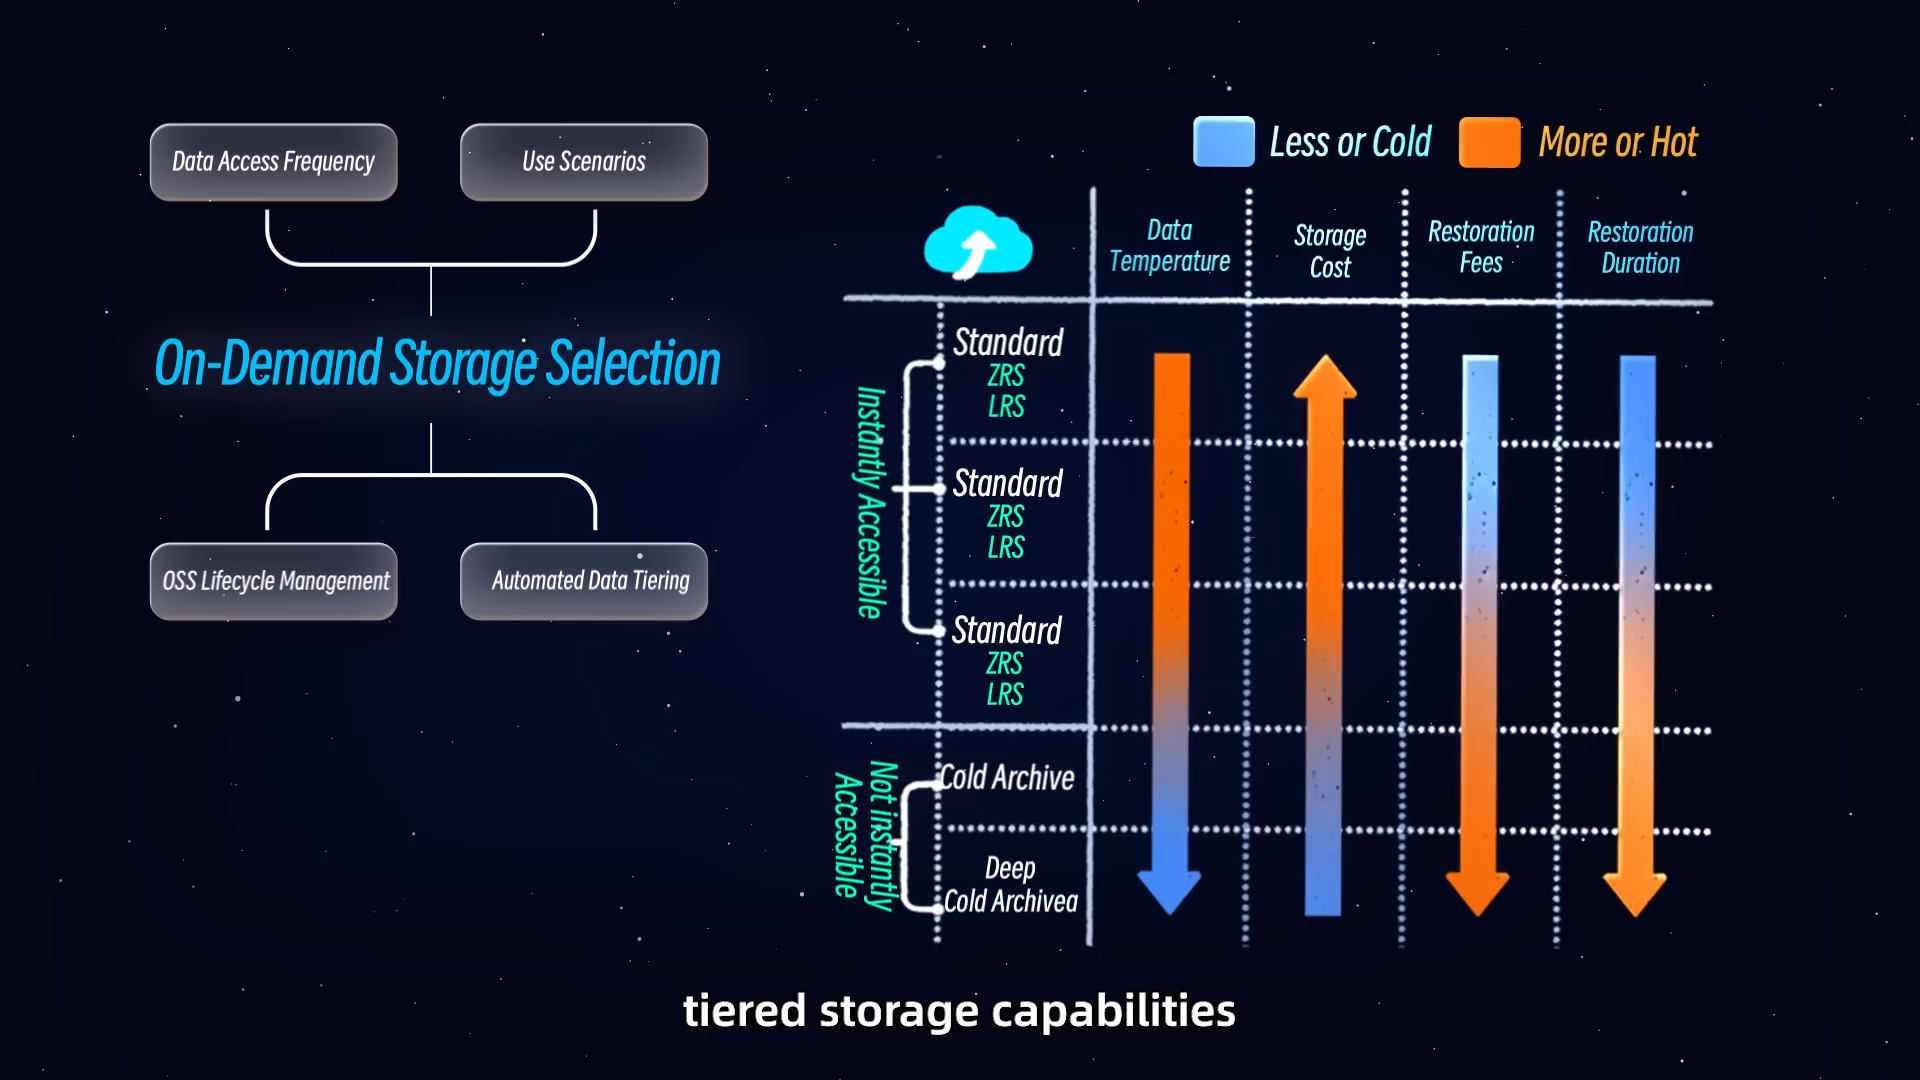 Data Access Frequency
Use Scenarios
On-Demand Storage Selection
OSS Lifecycle Management
Automated Data Tiering
Less or Cold
More or Hot
Data
Temperature
Storage
Cost
Restoration
Fees
Restoration
Duration
Instantly Accessible
Standard
ZRS
LRS
Standard
ZRS
LRS
Standard
ZRS
LRS
Not instantly
Accessible
Cold Archive
Deep
Cold Archivea
tiered storage capabilities